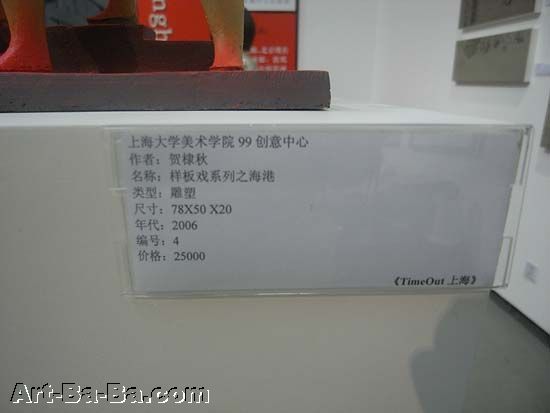 ngh
上海大学美术学院 99 创意中心
作者：贺棣秋
名称：样板戏系列之海港
类型：雕塑
尺寸：78X50 X20
年代：2006
编号：4
价格：25000
《TimeOut 上海》
Art-Ba-Ba.com